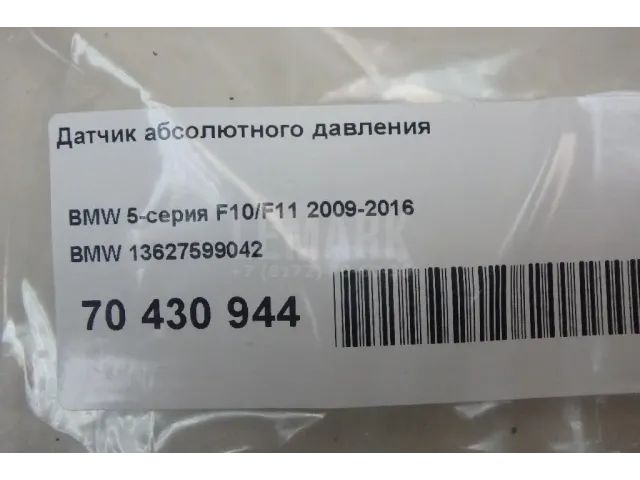 Датчик абсолютного давления
BMW 5-серия F10/F11 2009-2016
BMW 13627599042
70 430 944